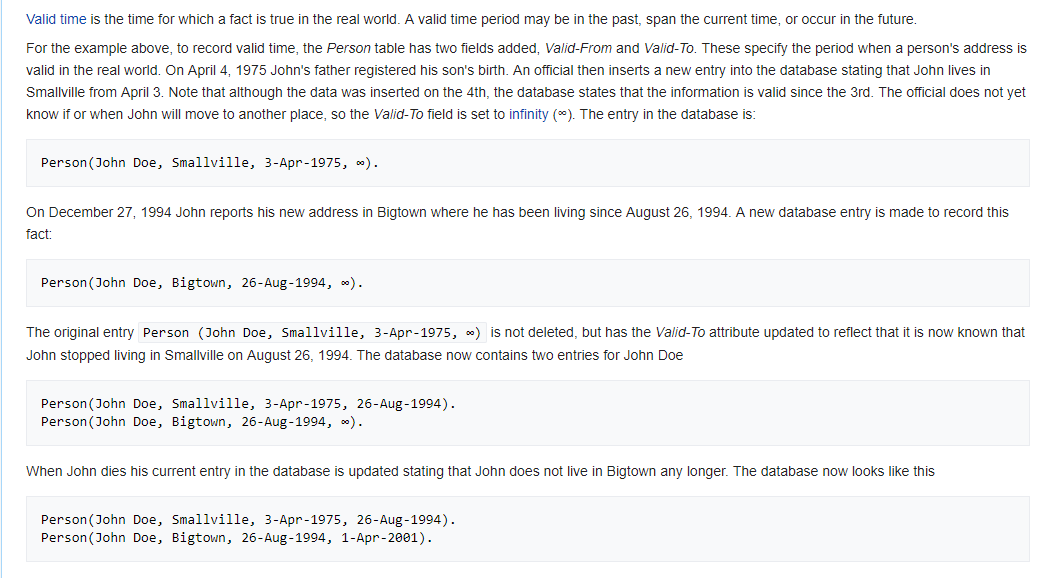 Valid time is the time for which a fact is true in the real world. A valid time period may be in the past, span the current time, or occur in the future.
For the example above, to record valid time, the Person table has two fields added, Valid-From and Valid-To. These specify the period when a person's address is
valid in the real world. On April 4, 1975 John's father registered his son's birth. An official then inserts a new entry into the database stating that John lives in
Smallville from April 3. Note that although the data was inserted on the 4th, the database states that the information is valid since the 3rd. The official does not yet
know if or when John will move to another place, so the Valid-To field is set to infinity (∞). The entry in the database is:
Person(John Doe, Smallville, 3-Apr-1975, ∞).
On December 27, 1994 John reports his new address in Bigtown where he has been living since August 26, 1994. A new database entry is made to record this
fact:
Person(John Doe, Bigtown, 26-Aug-1994, ∞).
The original entry Person (John Doe, Smallville, 3-Apr-1975, ∞) is not deleted, but has the Valid-To attribute updated to reflect that it is now known that
John stopped living in Smallville on August 26, 1994. The database now contains two entries for John Doe
Person(John Doe, Smallville, 3-Apr-1975, 26-Aug-1994).
Person(John Doe, Bigtown, 26-Aug-1994, ∞).
When John dies his current entry in the database is updated stating that John does not live in Bigtown any longer. The database now looks like this
Person(John Doe, Smallville, 3-Apr-1975, 26-Aug-1994).
Person(John Doe, Bigtown, 26-Aug-1994, 1-Apr-2001).